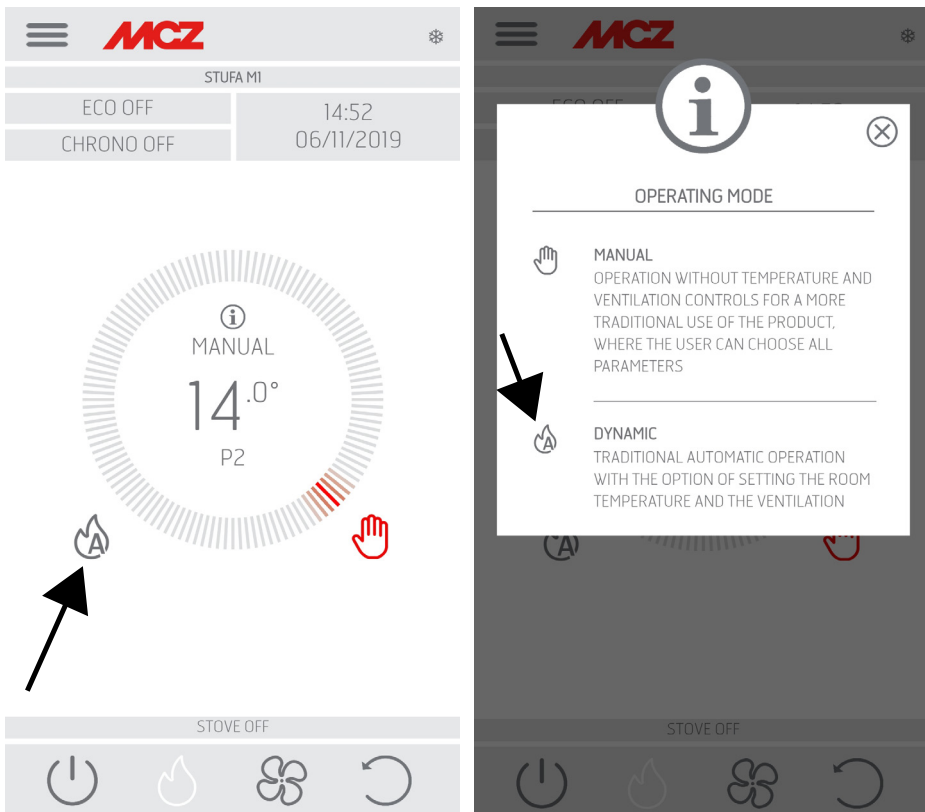 MCZ
STUFA M1
ECO OFF
CHRONO OFF
14:52
06/11/2019
i
MANUAL
14.0°
P2
A
STOVE OFF
MCZ
ECO OFF
i
OPERATING MODE
MANUAL
OPERATION WITHOUT TEMPERATURE AND
VENTILATION CONTROLS FOR A MORE
TRADITIONAL USE OF THE PRODUCT,
WHERE THE USER CAN CHOOSE ALL
PARAMETERS
A
DYNAMIC
TRADITIONAL AUTOMATIC OPERATION
WITH THE OPTION OF SETTING THE ROOM
TEMPERATURE AND THE VENTILATION
A
STOVE OFF